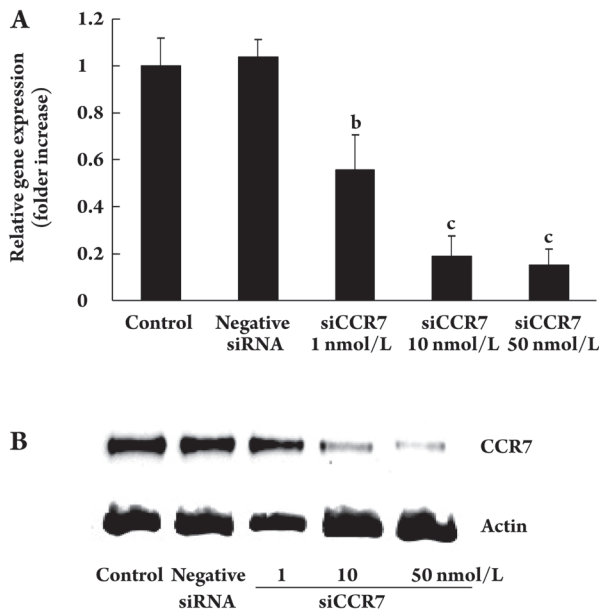 A
1.2
1
0.8
0.6
0.4
0.2
0
Relative gene expression
(folder increase)
b
c
c
Control
Negative
siRNA
siCCR7
1 nmol/L
siCCR7
10 nmol/L
siCCR7
50 nmol/L
B
CCR7
Actin
Control Negative 1 10 50 nmol/L
siRNA siCCR7